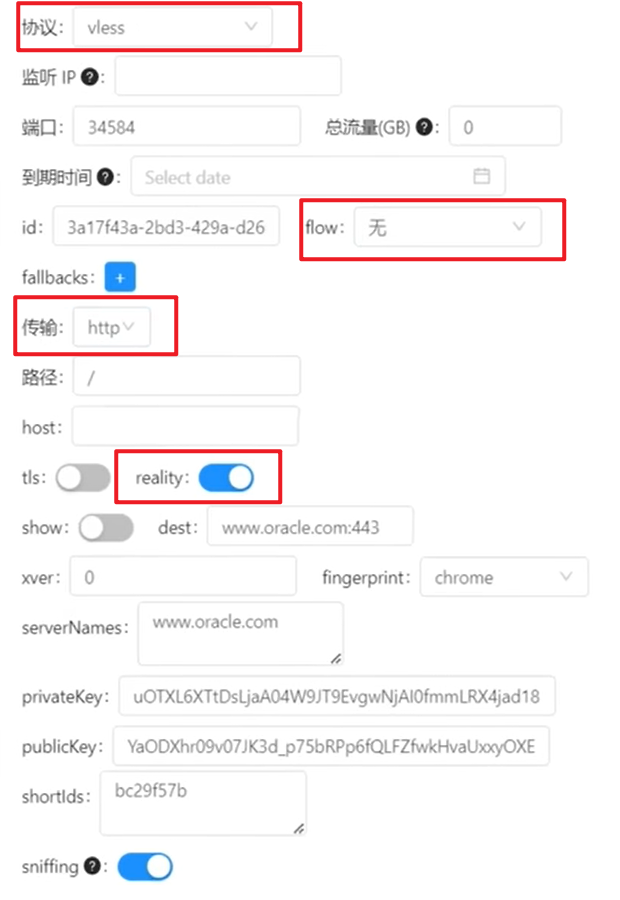 协议: vless
监听 IP ?:
端口: 34584 总流量(GB) ?: 0
到期时间 ?: Select date
id: 3a17f43a-2bd3-429a-d26 flow: 无
fallbacks: +
传输: http
路径: /
host:
tls: reality:
show: dest: www.oracle.com:443
xver: 0 fingerprint: chrome
serverNames: www.oracle.com
privateKey: uOTXL6XTtDsLjaA04W9JT9EvgwNjAI0fmmLRX4jad18
publicKey: YaODXhr09v07JK3d_p75bRPp6fQLFZfwkHvaUxxyOXE
shortIds: bc29f57b
sniffing ?: